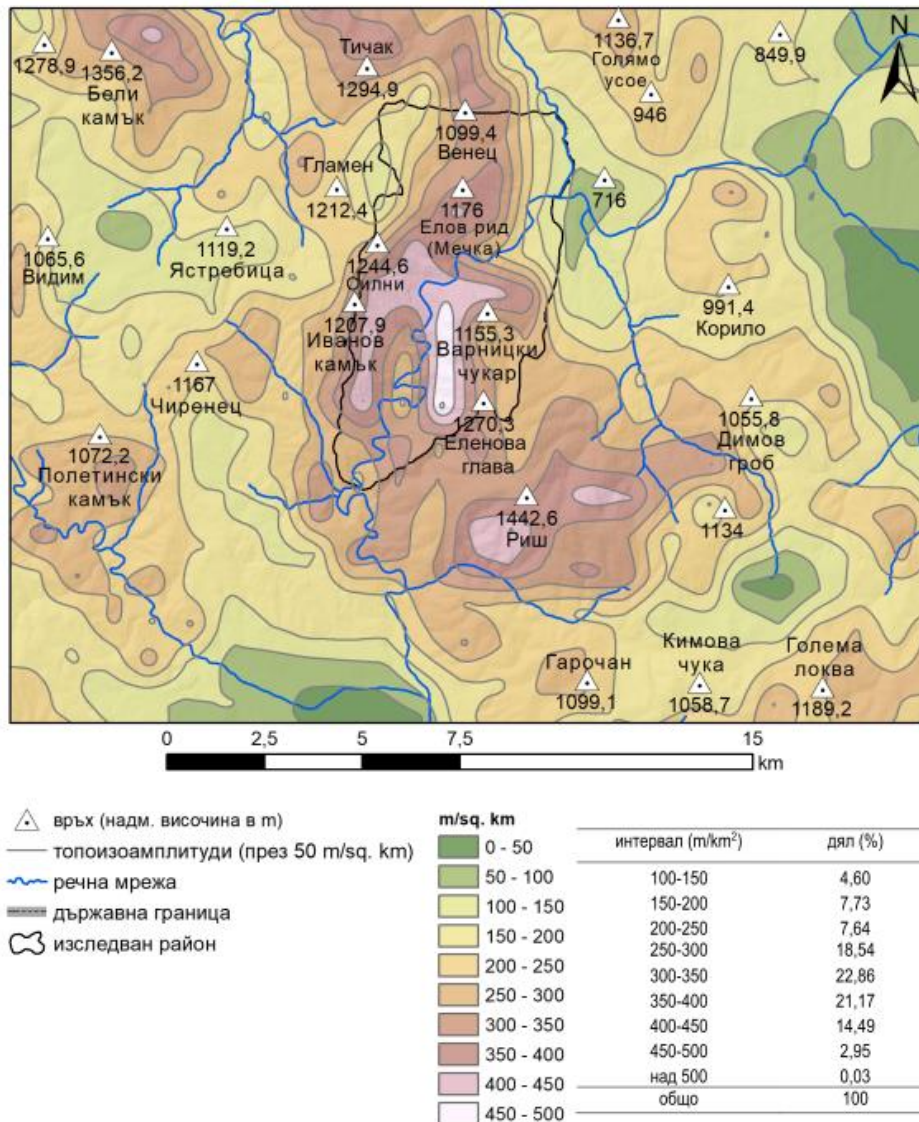 1278,9
1356,2
Бели
камък
Тичак
1294,9
1136,7
Голямо
усое
946
849,9
N
1099,4
Венец
Гламен
1212,4
1176
Елов рид
(Мечка)
716
1065,6
Видим
1119,2
Ястребица
1244,6
Силни
1207,9
Иванов
камък
1155,3
Варницки
чукар
991,4
Корило
1167
Чиренец
1270,3
Еленова
глава
1055,8
Димов
гроб
1072,2
Полетински
камък
1442,6
Риш
1134
Гарочан
1099,1
Кимова
чука
1058,7
Голема
локва
1189,2
0 2,5 5 7,5 15
km
връх (надм. височина в m)
топоизоамплитуди (през 50 m/sq. km)
речна мрежа
държавна граница
изследван район
m/sq. km
0 - 50
50 - 100
100 - 150
150 - 200
200 - 250
250 - 300
300 - 350
350 - 400
400 - 450
450 - 500
интервал (m/km²) дял (%)
100-150 4,60
150-200 7,73
200-250 7,64
250-300 18,54
300-350 22,86
350-400 21,17
400-450 14,49
450-500 2,95
над 500 0,03
общо 100